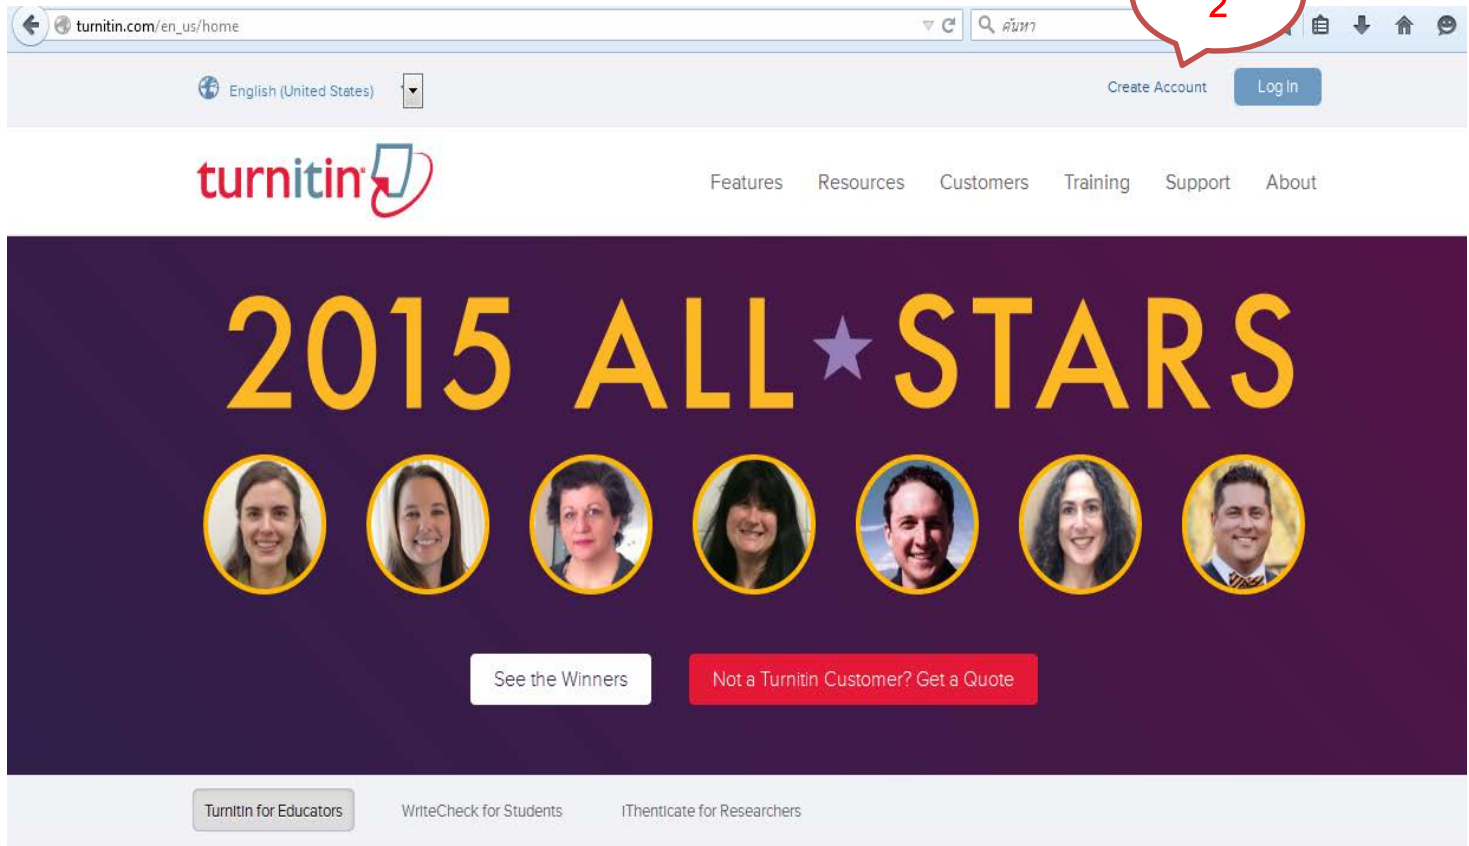 2
turnitin.com/en_us/home
ค้นหา
English (United States)
Create Account
Log In
turnitin
Features Resources Customers Training Support About
2015 ALL★STARS
See the Winners
Not a Turnitin Customer? Get a Quote
Turnitin for Educators
WriteCheck for Students
iThenticate for Researchers